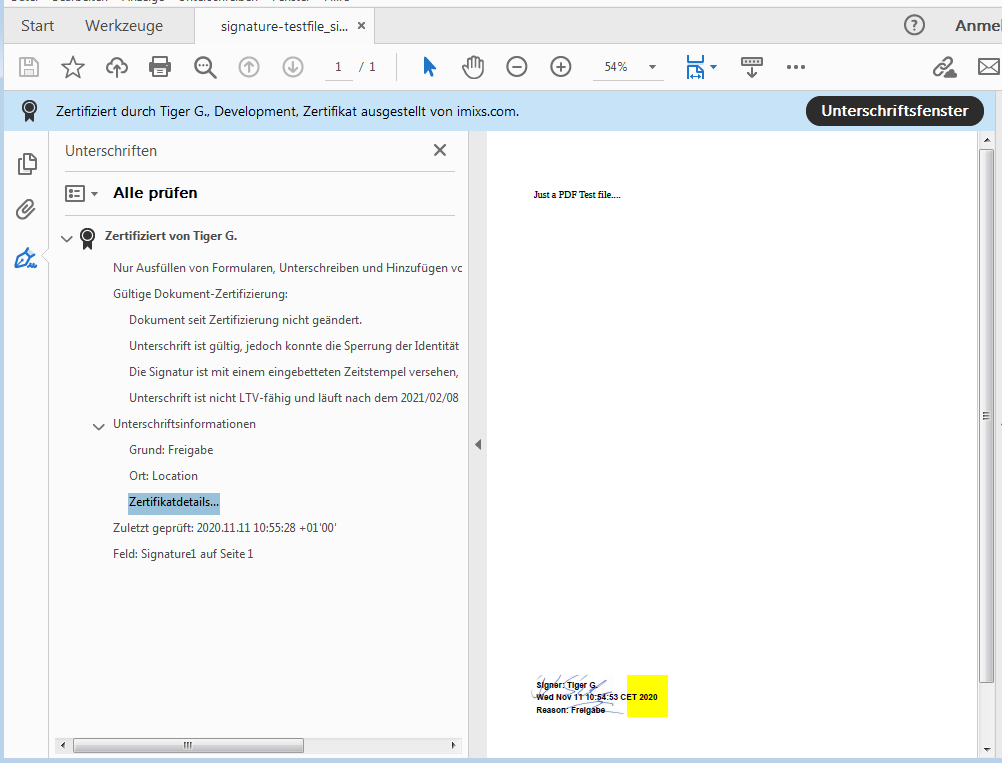 Start Werkzeuge signature-testfile_si... × ? Anme
1 / 1 54%
Zertifiziert durch Tiger G., Development, Zertifikat ausgestellt von imixs.com. Unterschriftsfenster
Unterschriften
Alle prüfen
Zertifiziert von Tiger G.
Nur Ausfüllen von Formularen, Unterschreiben und Hinzufügen vo
Gültige Dokument-Zertifizierung:
Dokument seit Zertifizierung nicht geändert.
Unterschrift ist gültig, jedoch konnte die Sperrung der Identität
Die Signatur ist mit einem eingebetteten Zeitstempel versehen,
Unterschrift ist nicht LTV-fähig und läuft nach dem 2021/02/08
Unterschriftsinformationen
Grund: Freigabe
Ort: Location
Zertifikatdetails...
Zuletzt geprüft: 2020.11.11 10:55:28 +01'00'
Feld: Signature1 auf Seite 1
Just a PDF Test file....
Signer: Tiger G.
Wed Nov 11 10:54:53 CET 2020
Reason: Freigabe